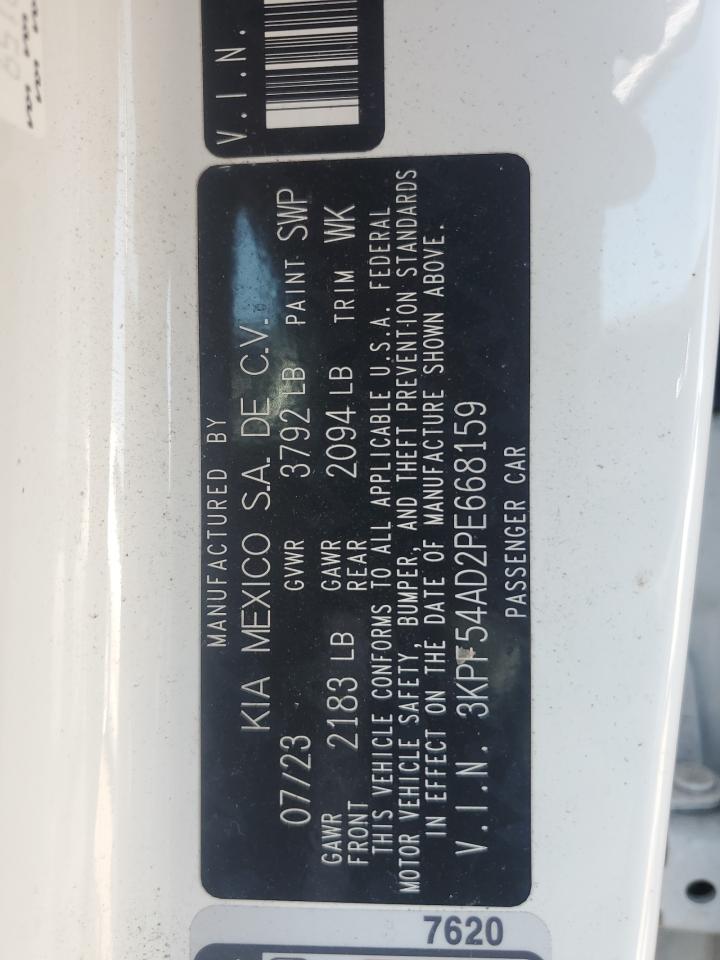 V.I.N.
MANUFACTURED BY
KIA MEXICO S.A. DE C.V.
07/23 GVWR 3792 LB PAINT SWP
GAWR FRONT 2183 LB GAWR REAR 2094 LB TRIM WK
THIS VEHICLE CONFORMS TO ALL APPLICABLE U.S.A. FEDERAL
MOTOR VEHICLE SAFETY, BUMPER, AND THEFT PREVENTION STANDARDS
IN EFFECT ON THE DATE OF MANUFACTURE SHOWN ABOVE.
V.I.N. 3KPF54AD2PE668159
PASSENGER CAR
7620